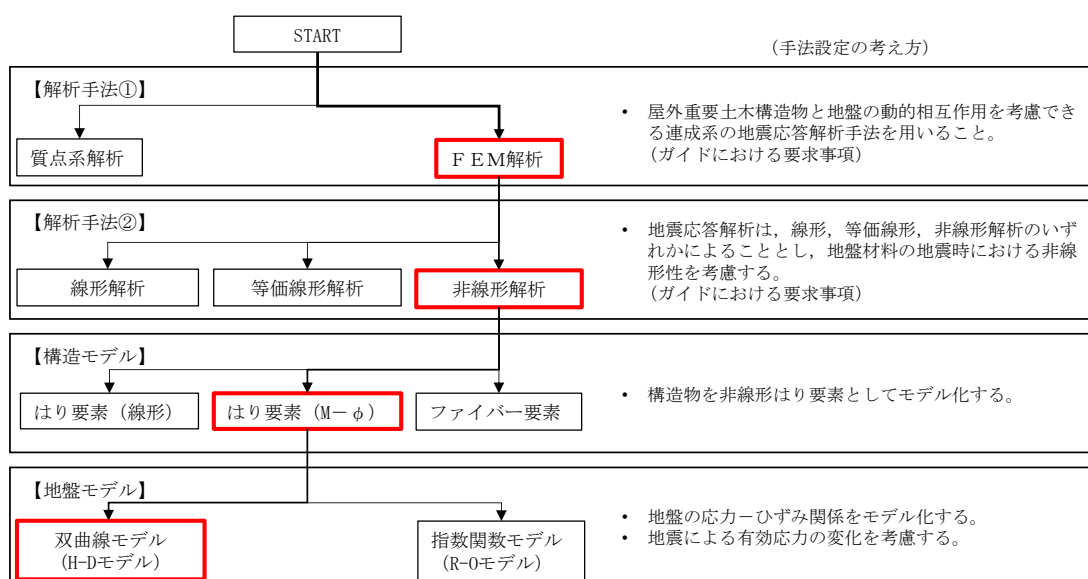 START
(手法設定の考え方)
【解析手法①】
質点系解析
ＦＥＭ解析
・ 屋外重要土木構造物と地盤の動的相互作用を考慮でき
る連成系の地震応答解析手法を用いること。
(ガイドにおける要求事項)
【解析手法②】
線形解析
等価線形解析
非線形解析
・ 地震応答解析は，線形，等価線形，非線形解析のいず
れかによることとし，地盤材料の地震時における非線
形性を考慮する。
(ガイドにおける要求事項)
【構造モデル】
はり要素（線形）
はり要素（M－φ）
ファイバー要素
・ 構造物を非線形はり要素としてモデル化する。
【地盤モデル】
双曲線モデル
(H-Dモデル)
指数関数モデル
(R-Oモデル)
・ 地盤の応力－ひずみ関係をモデル化する。
・ 地震による有効応力の変化を考慮する。